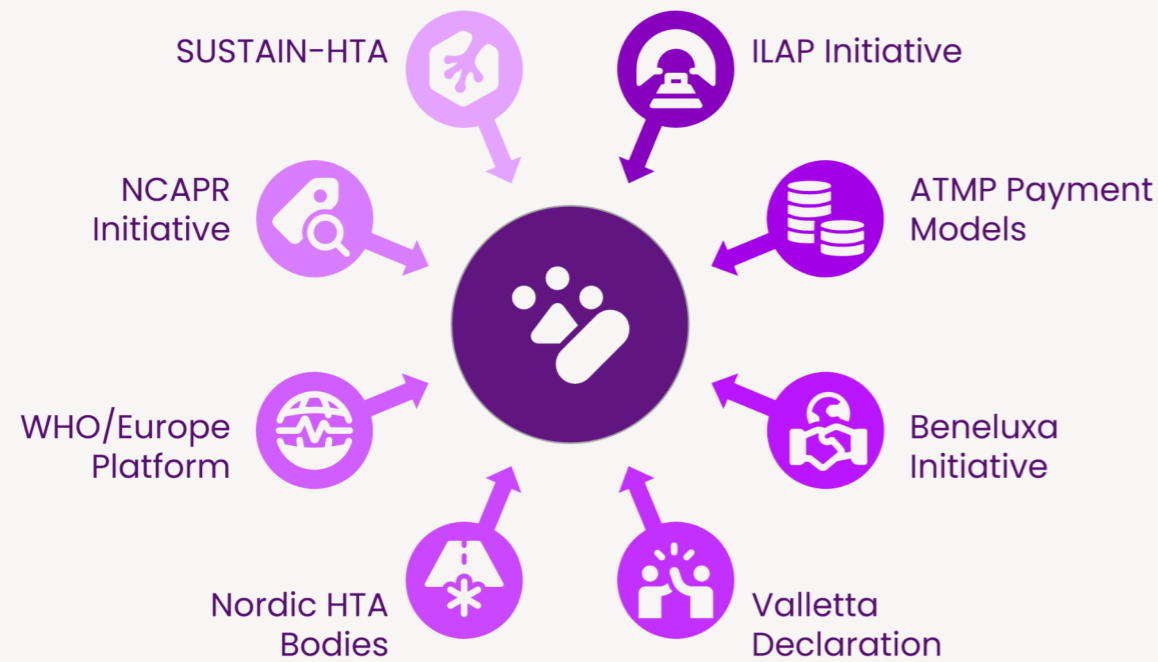 SUSTAIN-HTA
ILAP Initiative
NCAPR
Initiative
ATMP Payment
Models
WHO/Europe
Platform
Beneluxa
Initiative
Nordic HTA
Bodies
Valletta
Declaration